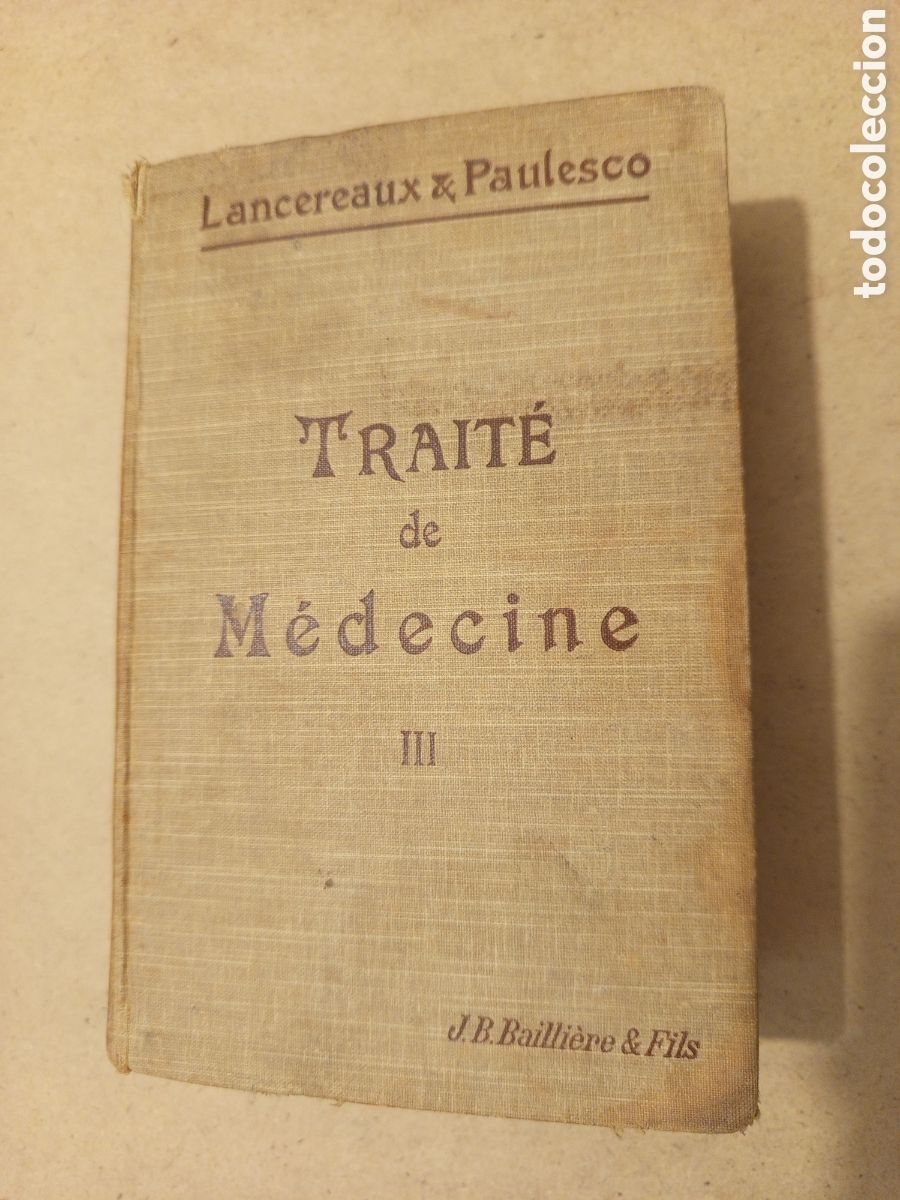 Lancereaux & Paulesco
TRAITÉ
de
Médecine
III
J. B. Baillière & Fils
todocoleccion